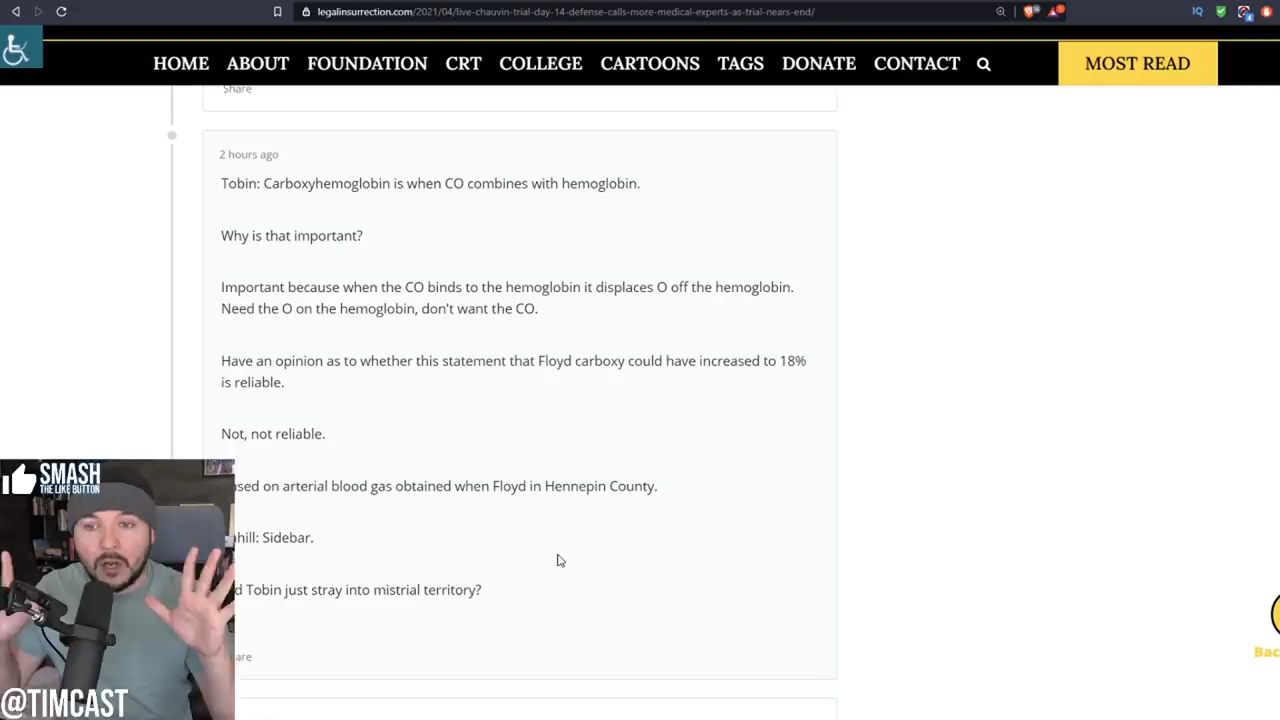 legalinsurrection.com/2021/04/live-chauvin-trial-day-14-defense-calls-more-medical-experts-as-trial-nears-end/
HOME ABOUT FOUNDATION CRT COLLEGE CARTOONS TAGS DONATE CONTACT MOST READ
Share
2 hours ago
Tobin: Carboxyhemoglobin is when CO combines with hemoglobin.
Why is that important?
Important because when the CO binds to the hemoglobin it displaces O off the hemoglobin.
Need the O on the hemoglobin, don't want the CO.
Have an opinion as to whether this statement that Floyd carboxy could have increased to 18%
is reliable.
Not, not reliable.
ased on arterial blood gas obtained when Floyd in Hennepin County.
hill: Sidebar.
d Tobin just stray into mistrial territory?
are
SMASH
THE LIKE BUTTON
@TIMCAST
Bac